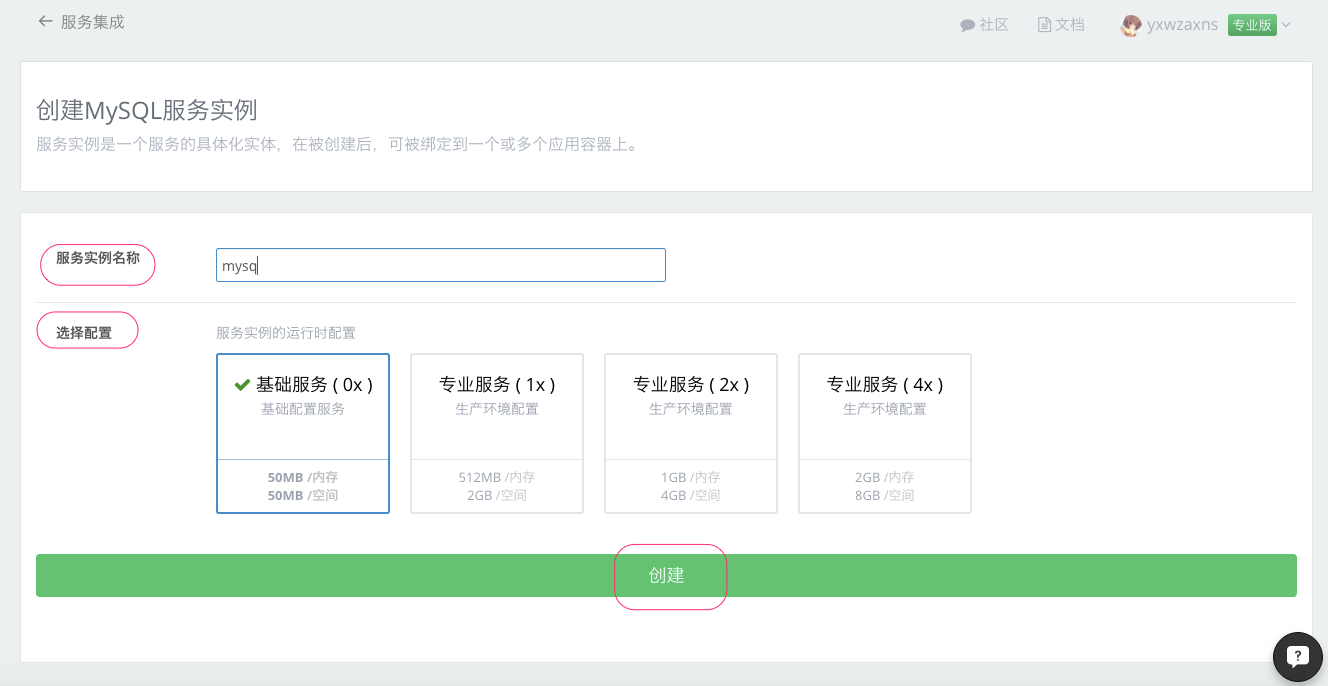 服务集成
社区 文档 yxwzaxns 专业版
创建MySQL服务实例
服务实例是一个服务的具体化实体，在被创建后，可被绑定到一个或多个应用容器上。
服务实例名称 mysq
选择配置 服务实例的运行时配置
基础服务 ( 0x ) 专业服务 ( 1x ) 专业服务 ( 2x ) 专业服务 ( 4x )
基础配置服务 生产环境配置 生产环境配置 生产环境配置
50MB /内存 512MB /内存 1GB /内存 2GB /内存
50MB /空间 2GB /空间 4GB /空间 8GB /空间
创建
?